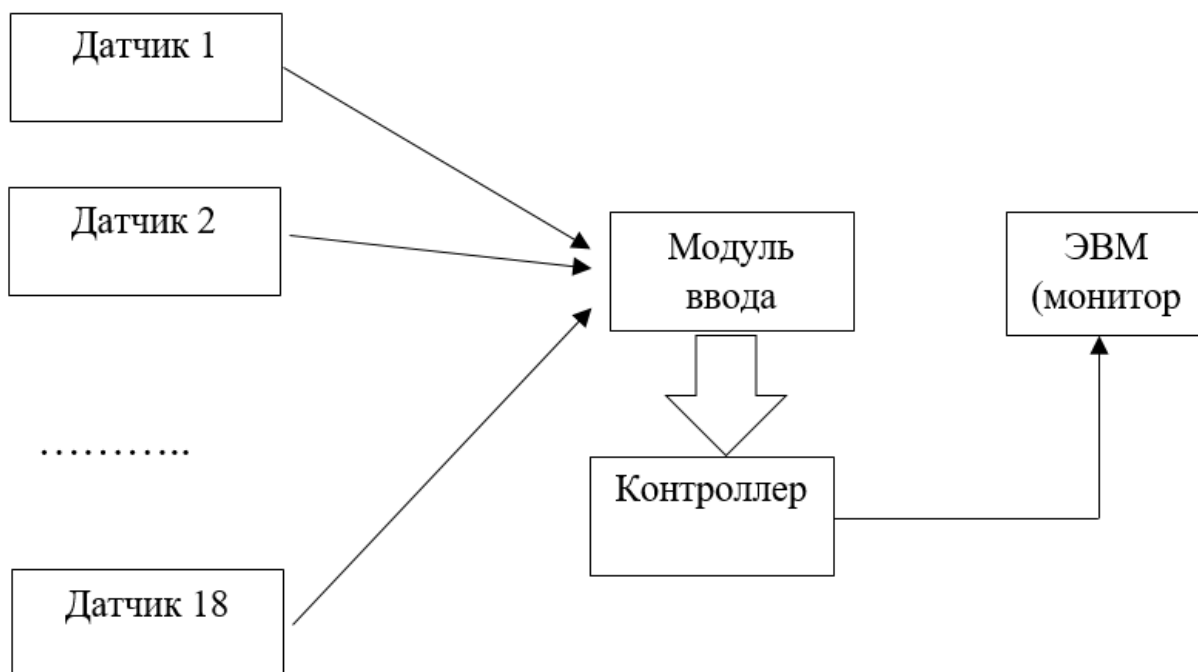 Датчик 1
Датчик 2
………..
Датчик 18
Модуль
ввода
Контроллер
ЭВМ
(монитор